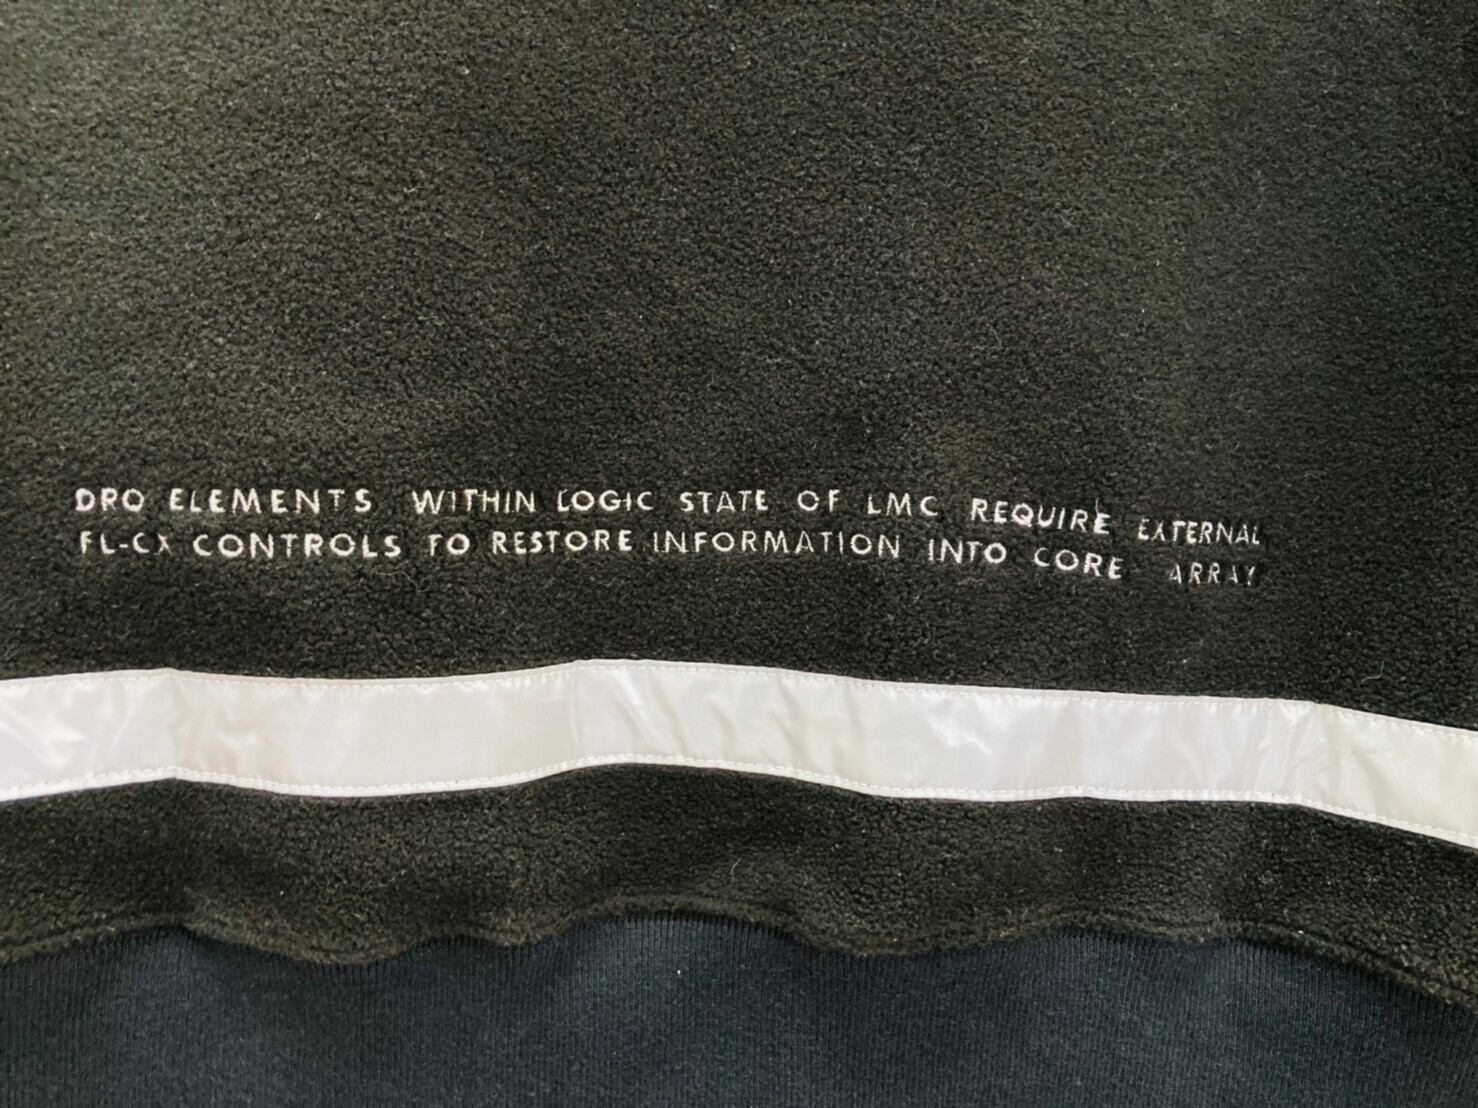 DRO ELEMENTS WITHIN LOGIC STATE OF LMC REQUIRE EXTERNAL
FL-CX CONTROLS TO RESTORE INFORMATION INTO CORE ARRAY